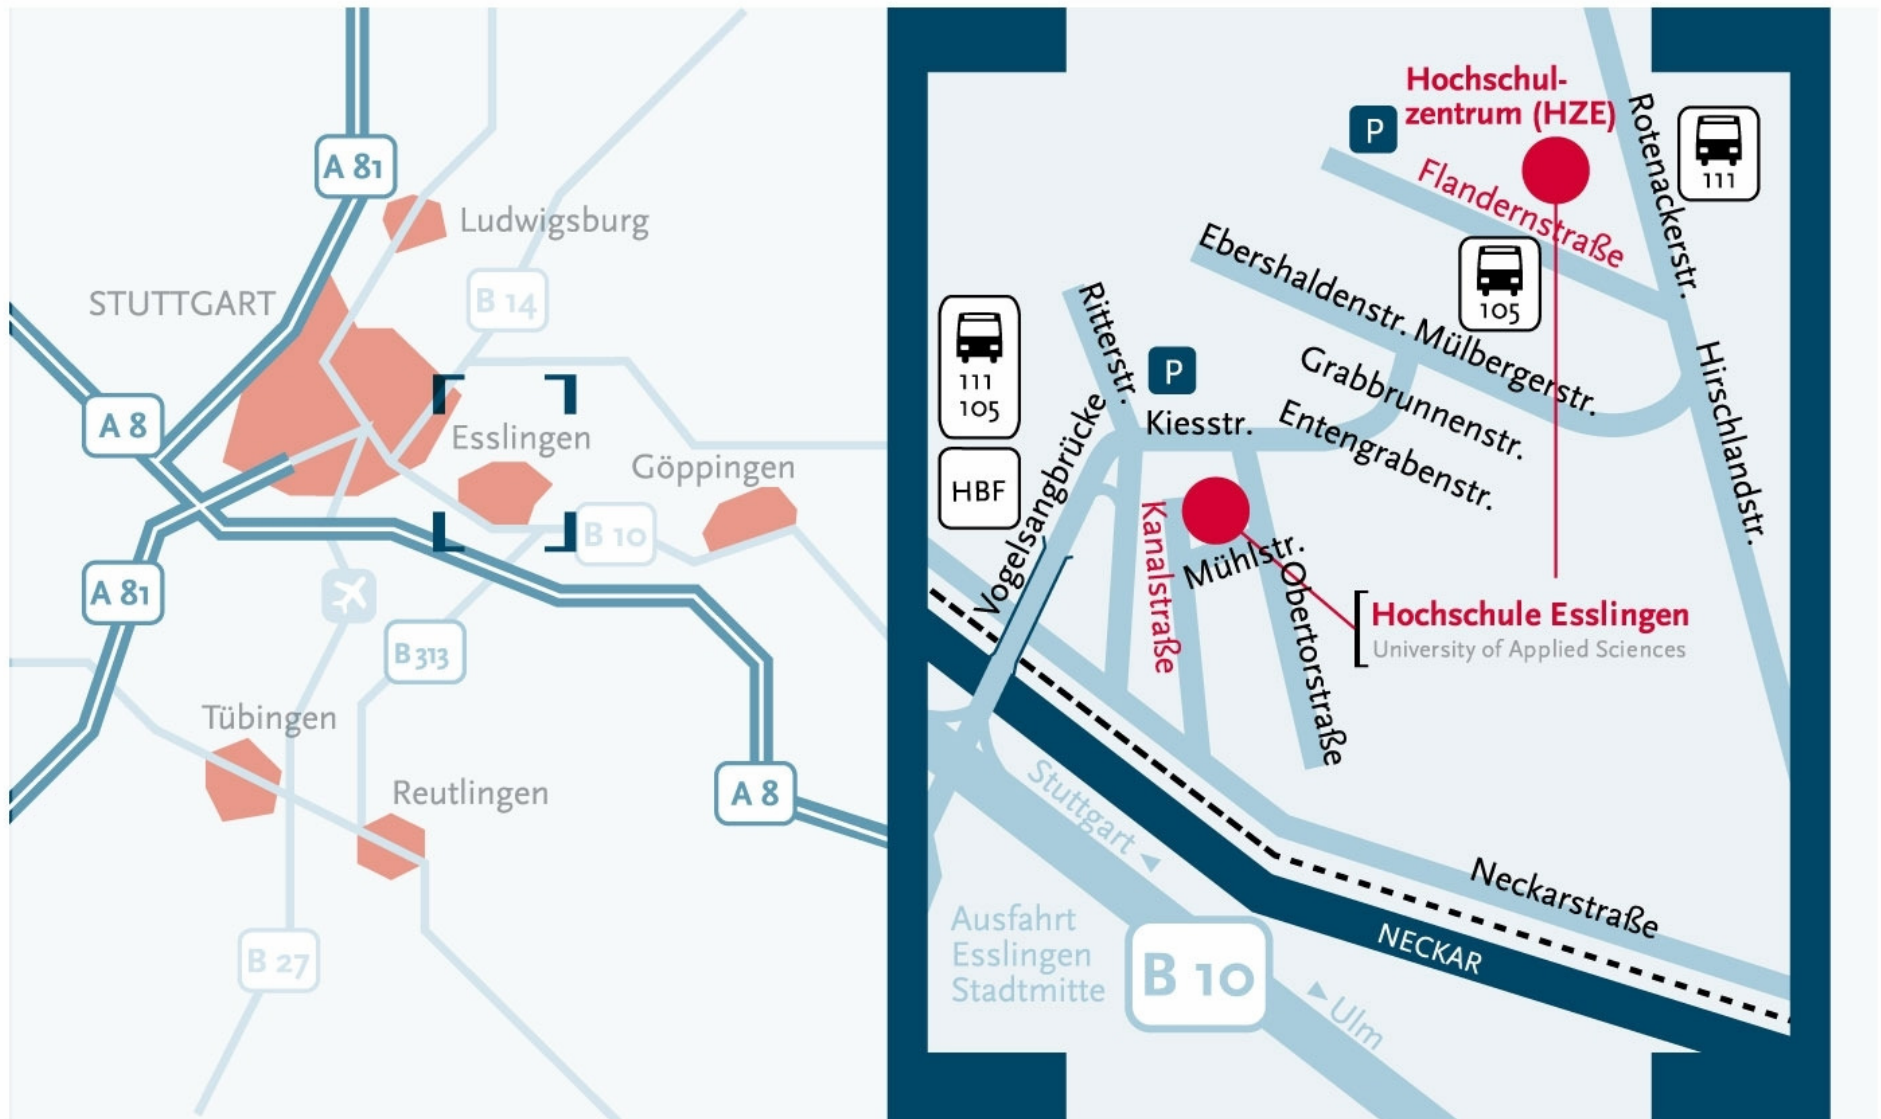 A 81
Ludwigsburg
STUTTGART
B 14
A 8
Esslingen
Göppingen
B 10
A 81
B 313
Tübingen
Reutlingen
A 8
B 27
Hochschul-
zentrum (HZE)
P
Flandernstraße
Rotenackerstr.
111
105
Ebershaldenstr.
Mülbergerstr.
Ritterstr.
P
Grabbrunnenstr.
111
105
Kiesstr.
Entengrabenstr.
Hirschlandstr.
HBF
Vogelsangbrücke
Kanalstraße
Mühlstr.
Obertorstraße
Hochschule Esslingen
University of Applied Sciences
Stuttgart
Neckarstraße
NECKAR
Ausfahrt
Esslingen
Stadtmitte
B 10
Ulm